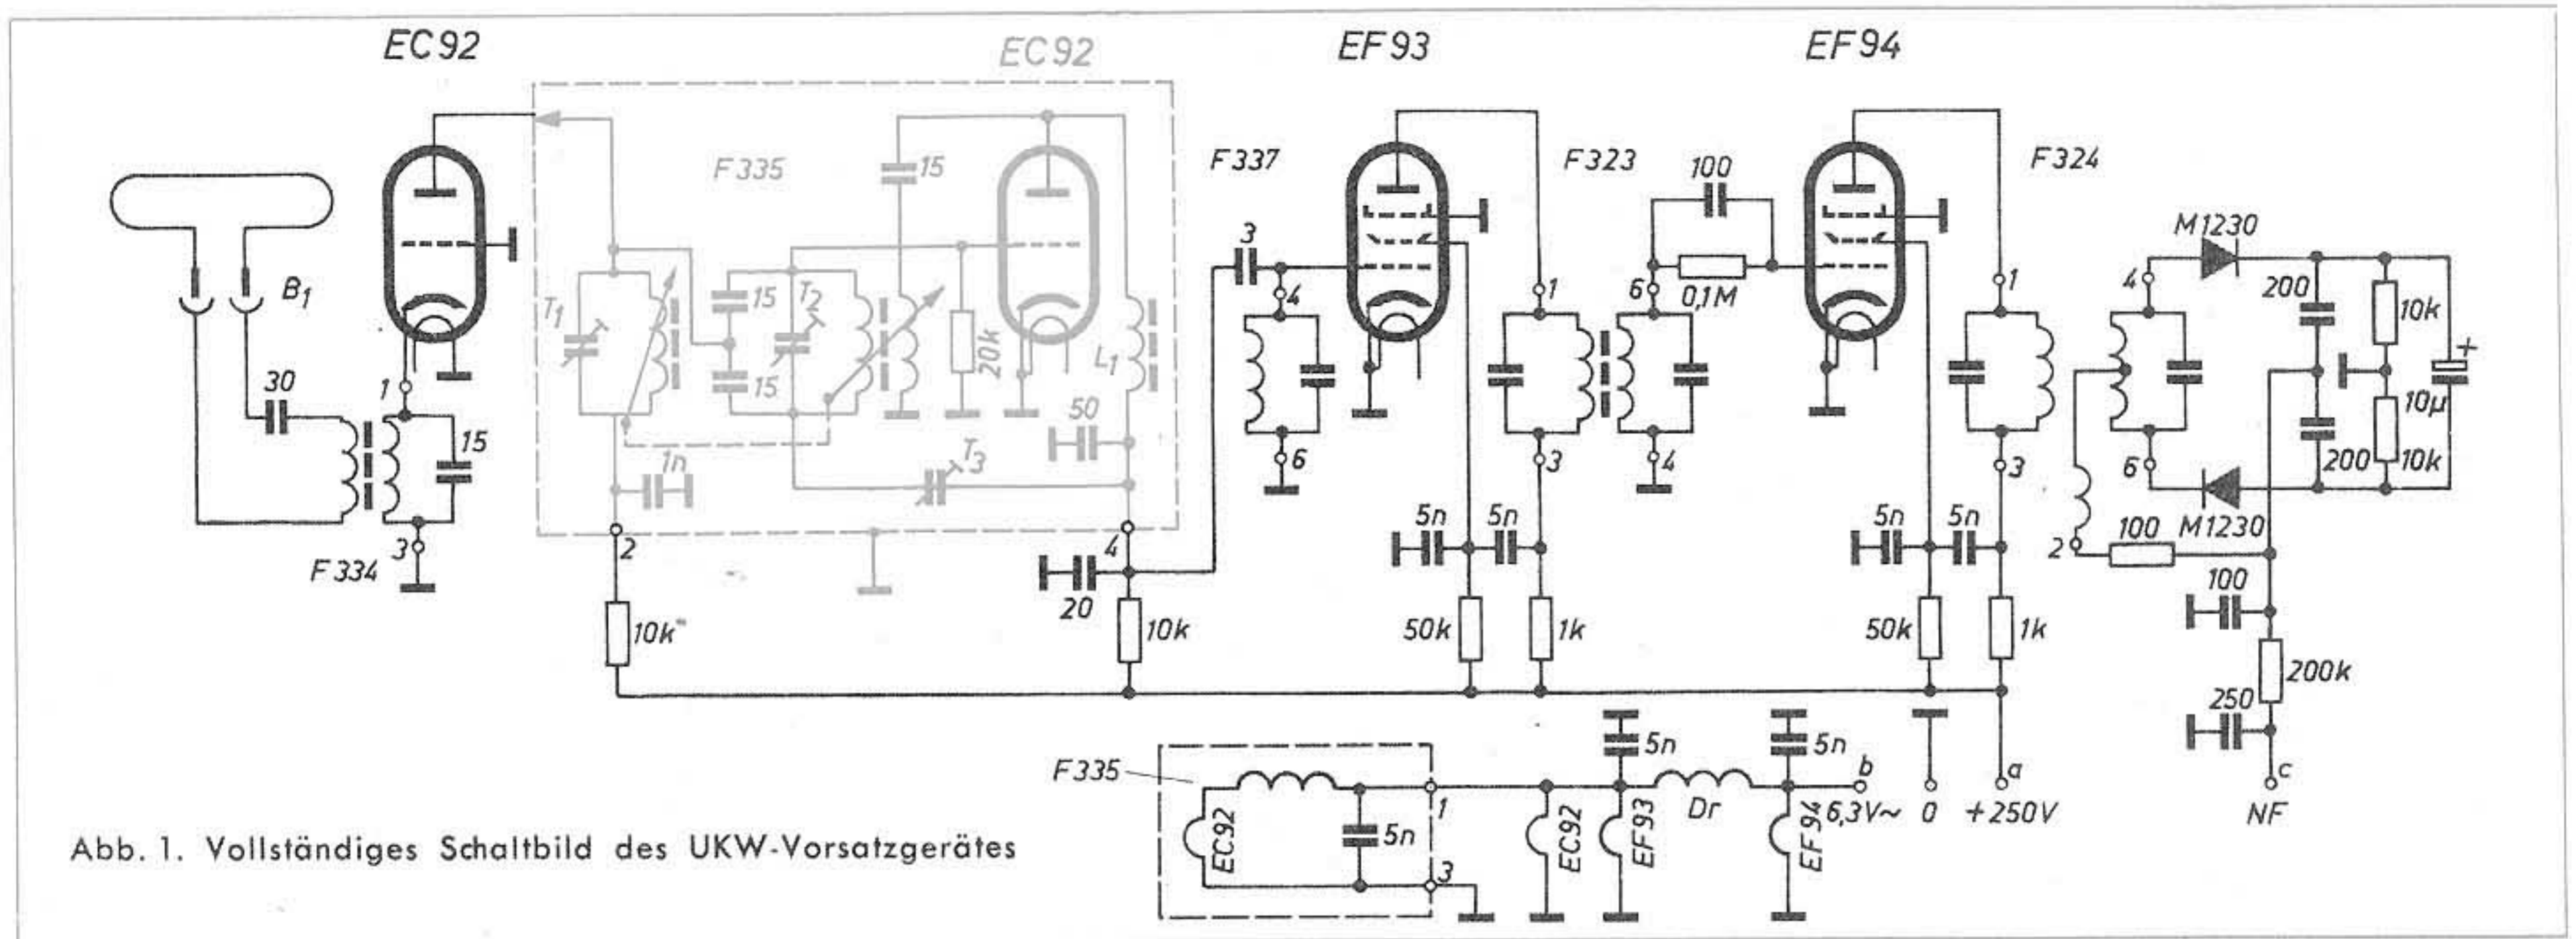 EC92 EC92 EF93 EF94
F335 15 F337 F323 100 F324
M1230
3
B1 T1 15 T2 20k L1 4 1 6 0,1M 1 4 200 10k
+
30 1 15 10µ
15 50 6 3 4 3 6 200 10k
1n T3
F334 3 2 4 5n 5n 5n 5n 2 100 M1230
20 100
10k 10k 50k 1k 50k 1k 200k
250
F335 5n 5n b a c
1 Dr 6,3V~ 0 +250V NF
EC92 5n EC92 EF93 EF94
3
Abb. 1. Vollständiges Schaltbild des UKW-Vorsatzgerätes